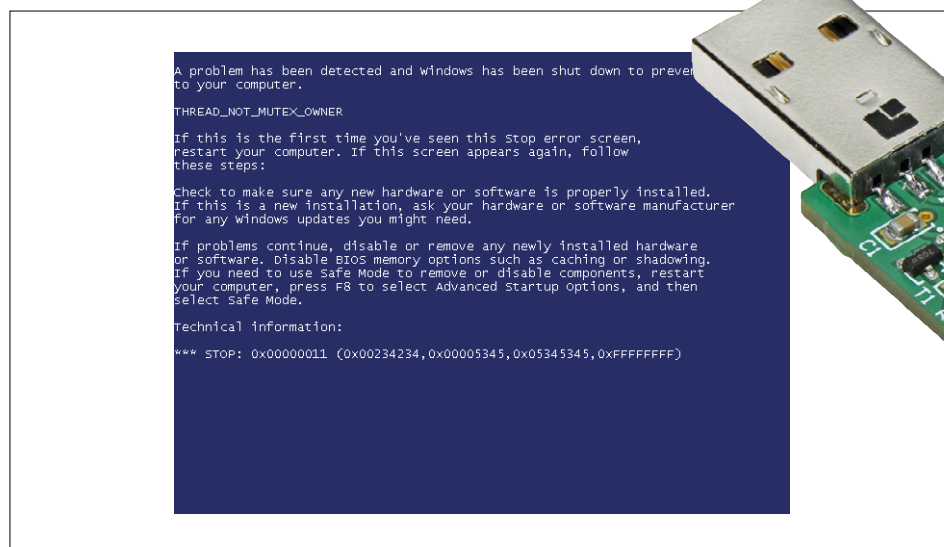 A problem has been detected and Windows has been shut down to
to your computer.
THREAD_NOT_MUTEX_OWNER
If this is the first time you've seen this Stop error screen,
restart your computer. If this screen appears again, follow
these steps:
Check to make sure any new hardware or software is properly installed.
If this is a new installation, ask your hardware or software manufacturer
for any Windows updates you might need.
If problems continue, disable or remove any newly installed hardware
or software. Disable BIOS memory options such as caching or shadowing.
If you need to use Safe Mode to remove or disable components, restart
your computer, press F8 to select Advanced Startup Options, and then
select Safe Mode.
Technical information:
*** STOP: 0x00000011 (0x00234234,0x00005345,0x05345345,0xFFFFFFFF)
C1
T1